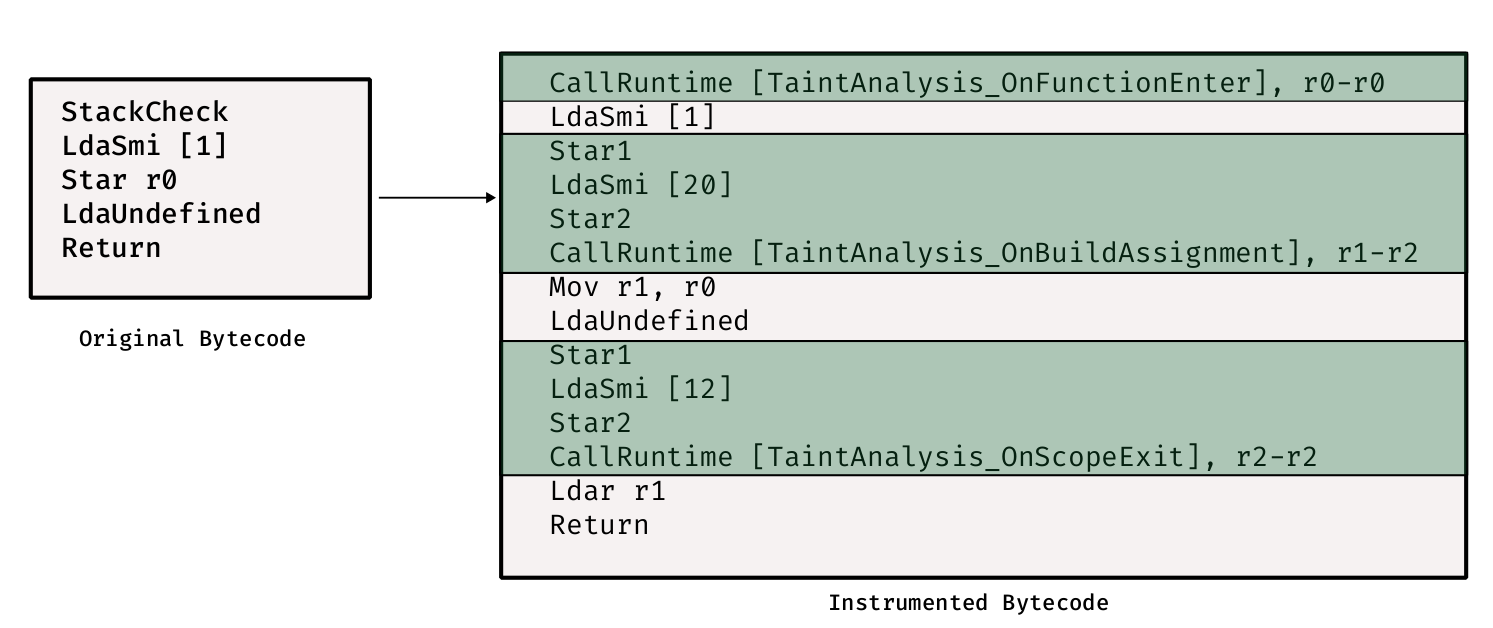 StackCheck
LdaSmi [1]
Star r0
LdaUndefined
Return
Original Bytecode
CallRuntime [TaintAnalysis_OnFunctionEnter], r0-r0
LdaSmi [1]
Star1
LdaSmi [20]
Star2
CallRuntime [TaintAnalysis_OnBuildAssignment], r1-r2
Mov r1, r0
LdaUndefined
Star1
LdaSmi [12]
Star2
CallRuntime [TaintAnalysis_OnScopeExit], r2-r2
Ldar r1
Return
Instrumented Bytecode